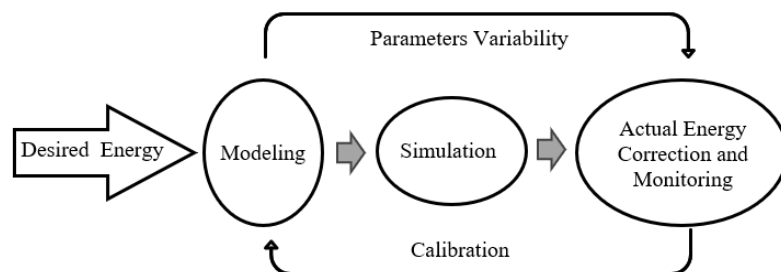 Parameters Variability
Desired Energy
Modeling
Simulation
Actual Energy
Correction and
Monitoring
Calibration